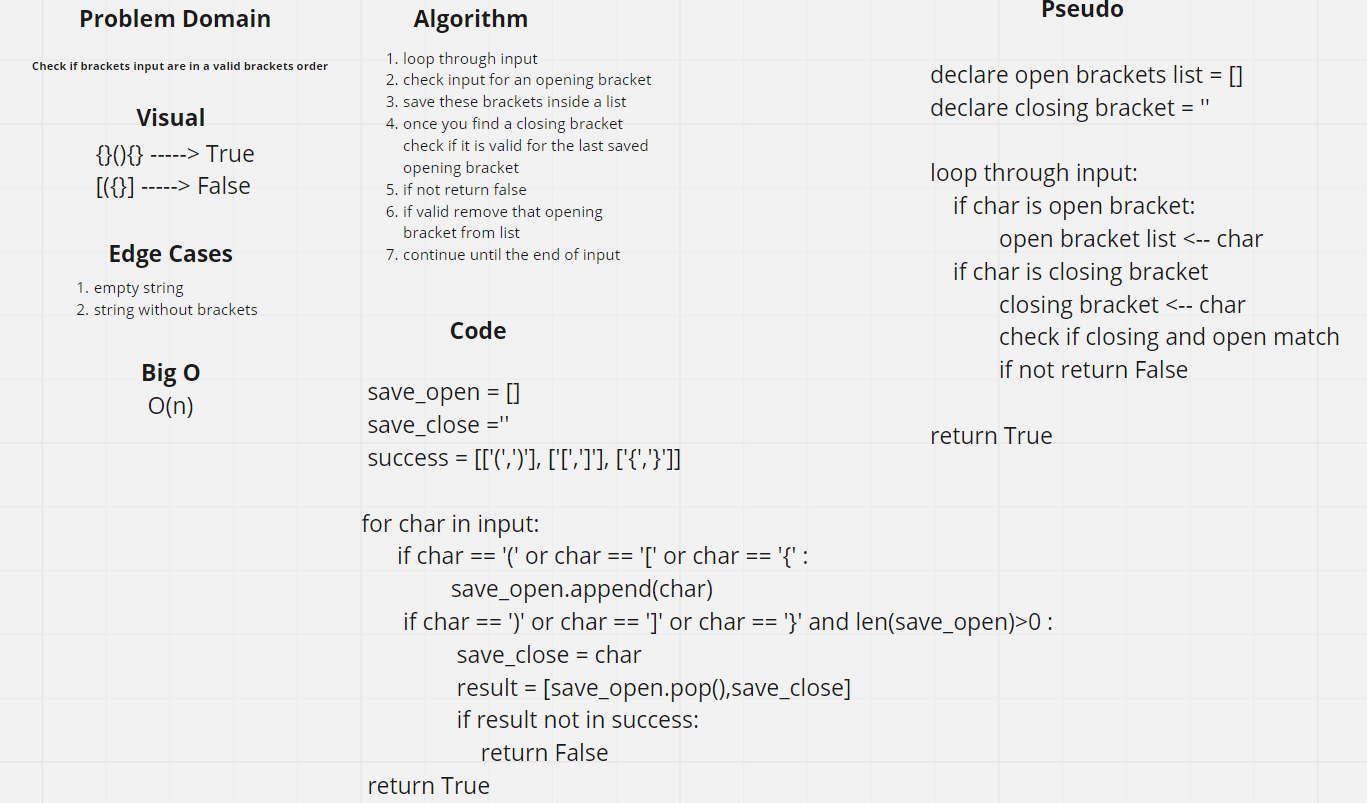 Problem Domain
Check if brackets input are in a valid brackets order
Visual
{}(){} -----> True
[({}] -----> False
Edge Cases
1. empty string
2. string without brackets
Big O
O(n)
Algorithm
1. loop through input
2. check input for an opening bracket
3. save these brackets inside a list
4. once you find a closing bracket
check if it is valid for the last saved
opening bracket
5. if not return false
6. if valid remove that opening
bracket from list
7. continue until the end of input
Code
save_open = []
save_close =''
success = [['(',')'], ['[',']'], ['{','}']]
for char in input:
if char == '(' or char == '[' or char == '{' :
save_open.append(char)
if char == ')' or char == ']' or char == '}' and len(save_open)>0 :
save_close = char
result = [save_open.pop(),save_close]
if result not in success:
return False
return True
Pseudo
declare open brackets list = []
declare closing bracket = ''
loop through input:
if char is open bracket:
open bracket list <-- char
if char is closing bracket
closing bracket <-- char
check if closing and open match
if not return False
return True